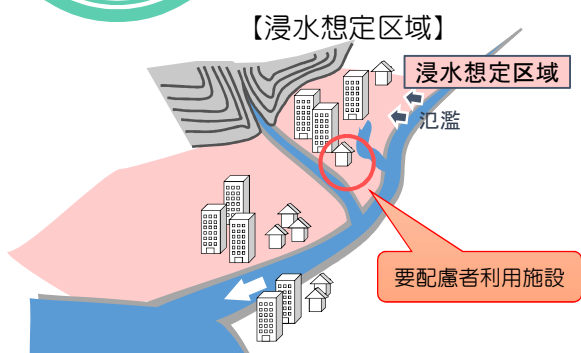 【浸水想定区域】
浸水想定区域
氾濫
要配慮者利用施設